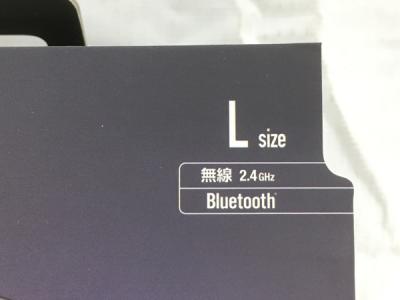 L size
無線 2.4GHz
Bluetooth